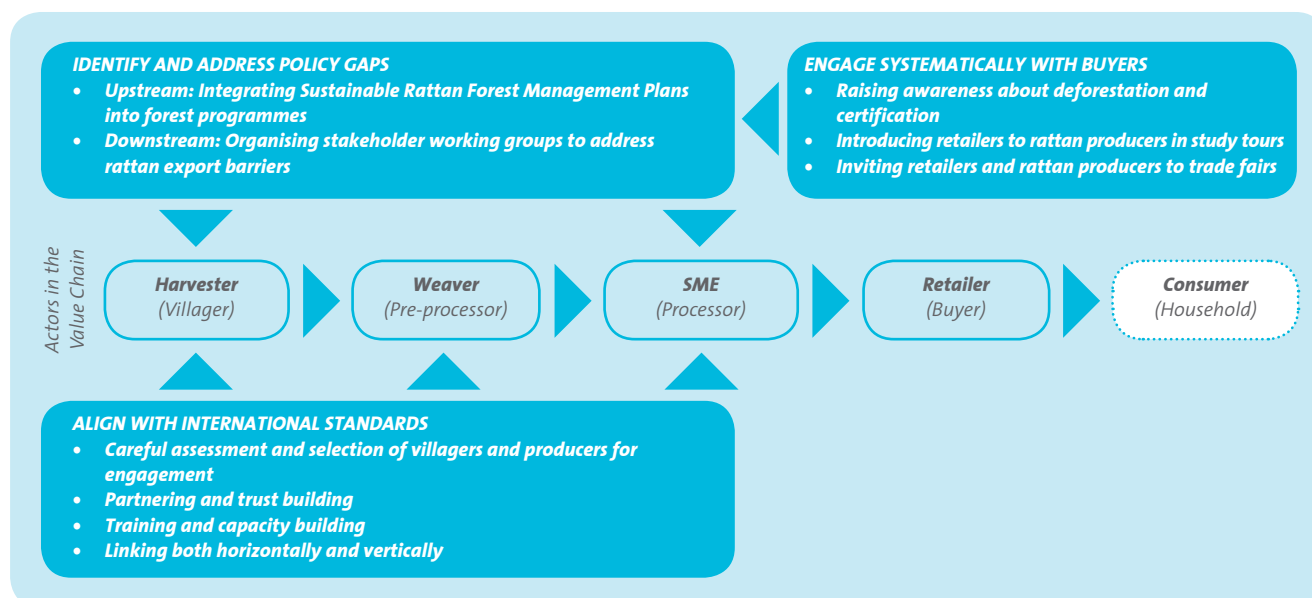 IDENTIFY AND ADDRESS POLICY GAPS
• Upstream: Integrating Sustainable Rattan Forest Management Plans
into forest programmes
• Downstream: Organising stakeholder working groups to address
rattan export barriers
ENGAGE SYSTEMATICALLY WITH BUYERS
• Raising awareness about deforestation and
certification
• Introducing retailers to rattan producers in study tours
• Inviting retailers and rattan producers to trade fairs
Actors in the
Value Chain
Harvester
(Villager)
Weaver
(Pre-processor)
SME
(Processor)
Retailer
(Buyer)
Consumer
(Household)
ALIGN WITH INTERNATIONAL STANDARDS
• Careful assessment and selection of villagers and producers for
engagement
• Partnering and trust building
• Training and capacity building
• Linking both horizontally and vertically